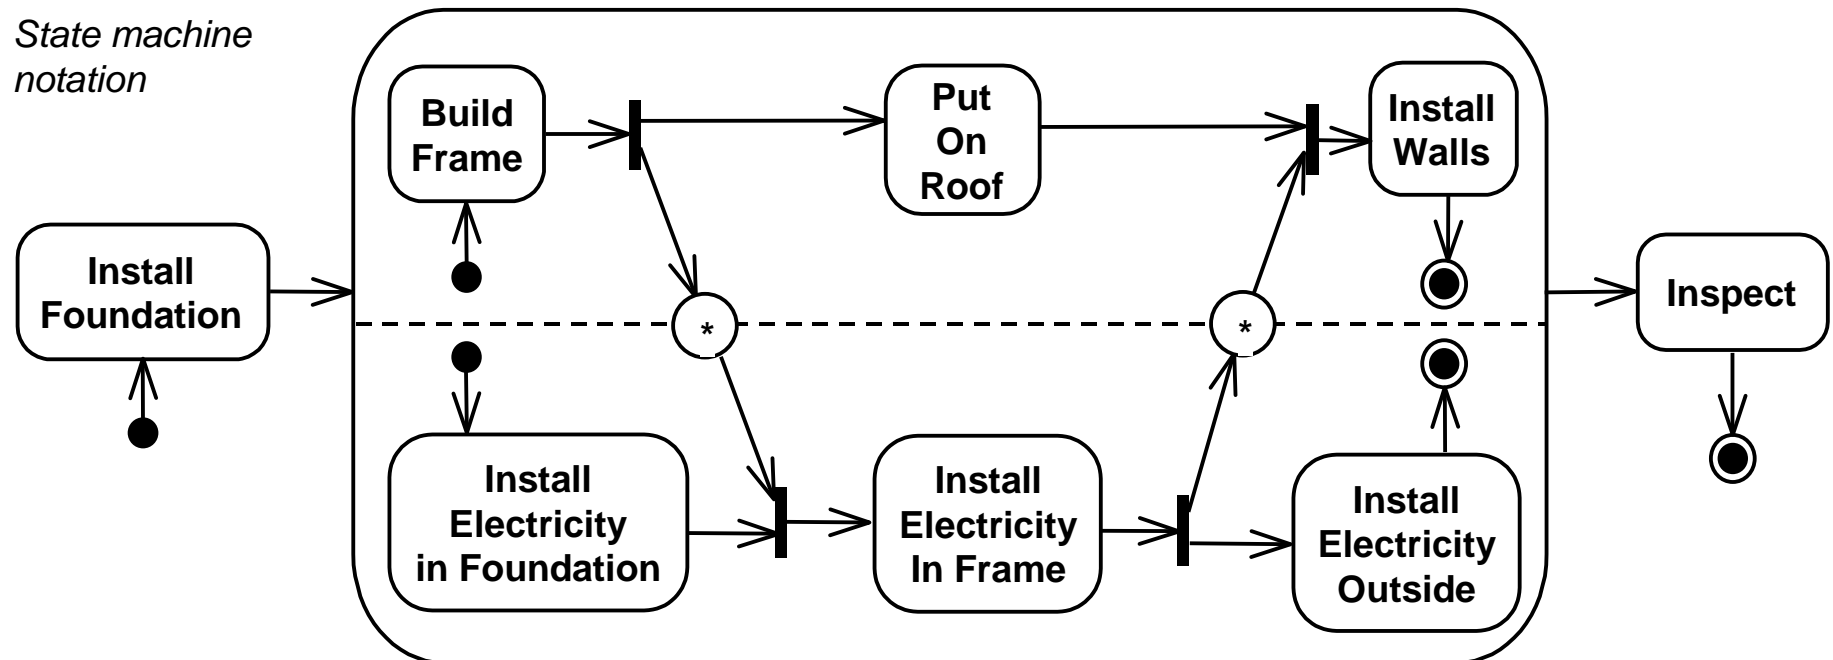 State machine
notation
Build
Frame
Put
On
Roof
Install
Walls
Install
Foundation
*
*
Inspect
Install
Electricity
in Foundation
Install
Electricity
In Frame
Install
Electricity
Outside